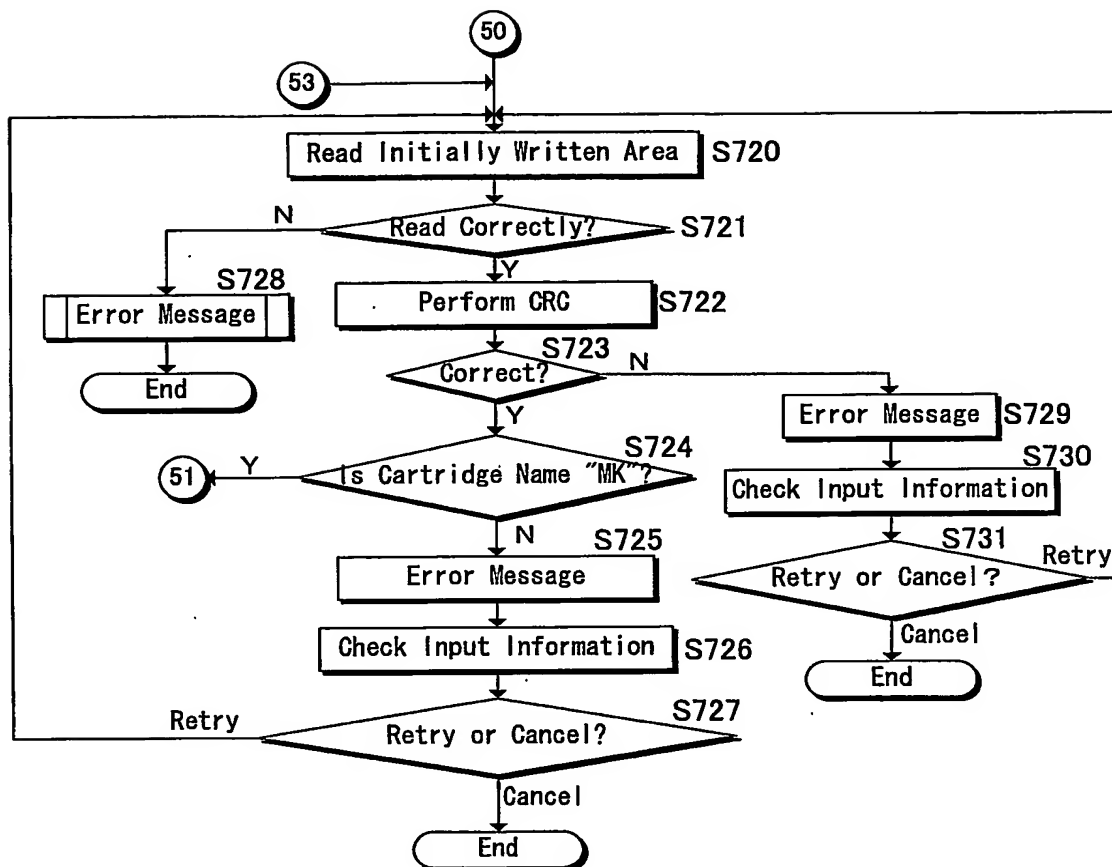 50
53
Read Initially Written Area S720
N
Read Correctly? S721
Y
S728
Error Message
Perform CRC S722
End
S723
Correct?
N
Y
Error Message S729
S724
51
Y
Is Cartridge Name "MK"?
S730
Check Input Information
N
S725
Error Message
S731
Retry or Cancel?
Retry
Check Input Information S726
Cancel
End
Retry
S727
Retry or Cancel?
Cancel
End